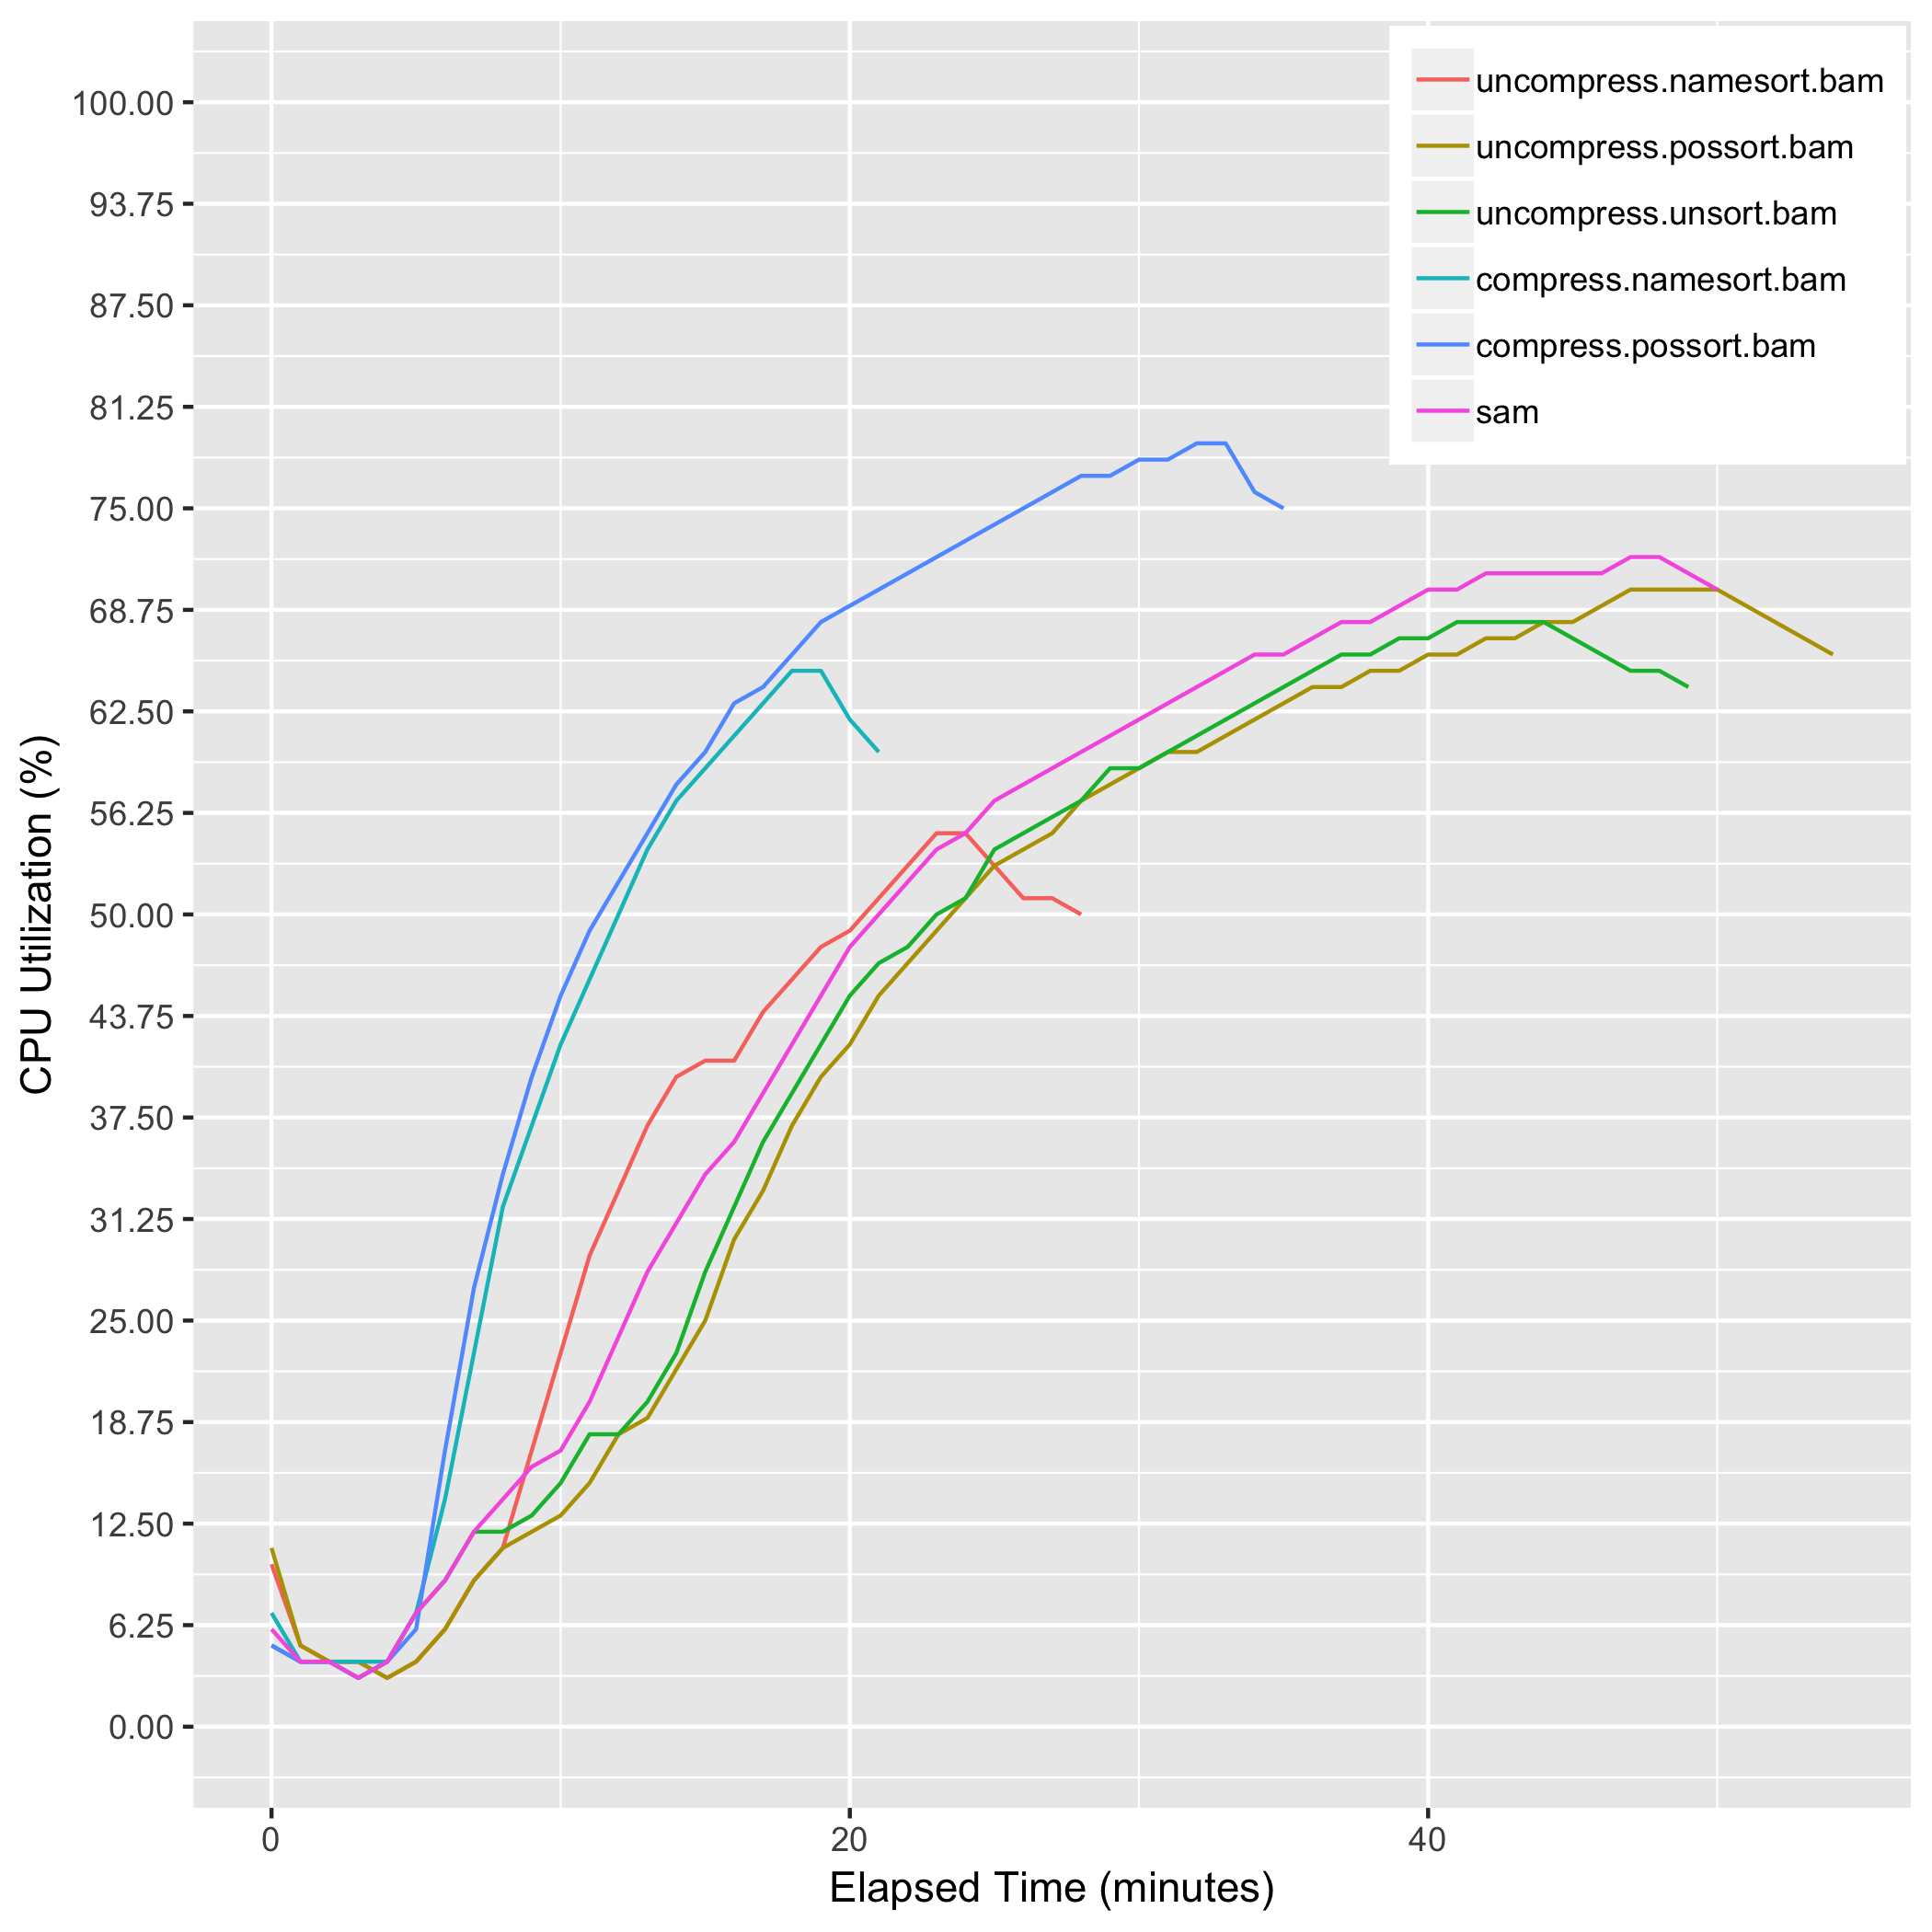 uncompress.namesort.bam
uncompress.possort.bam
uncompress.unsort.bam
compress.namesort.bam
compress.possort.bam
sam
CPU Utilization (%)
100.00
93.75
87.50
81.25
75.00
68.75
62.50
56.25
50.00
43.75
37.50
31.25
25.00
18.75
12.50
6.25
0.00
0 20 40
Elapsed Time (minutes)